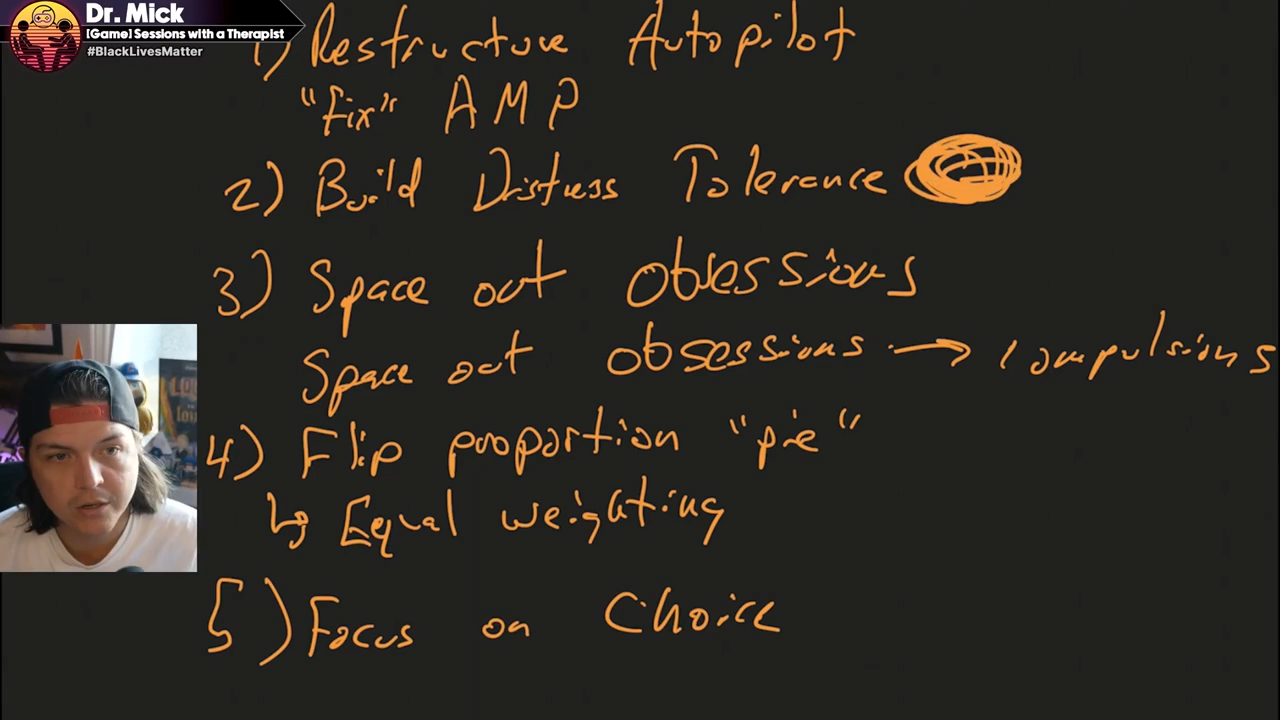 Dr. Mick
[Game] Sessions with a Therapist
#BlackLivesMatter
1) Restructure Autopilot
"fix" AMP
2) Build Distress Tolerance
3) Space out obsessions
Space out obsessions → compulsions
4) Flip proportion "pie"
↳ Equal weighting
5) Focus on Choice